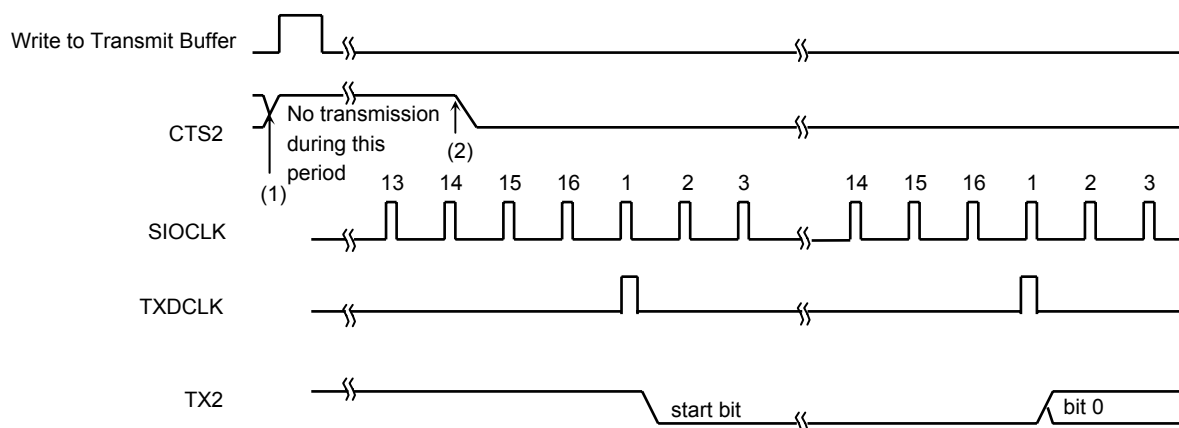 Write to Transmit Buffer
CTS2
No transmission
during this
period
(1)
(2)
13 14 15 16 1 2 3 14 15 16 1 2 3
SIOCLK
TXDCLK
TX2
start bit
bit 0